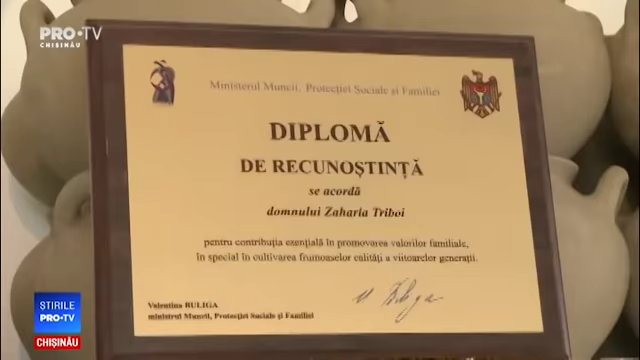 PRO•TV
CHIȘINĂU
Ministerul Muncii, Protecției Sociale și Familiei
DIPLOMĂ
DE RECUNOȘTINȚĂ
se acordă
domnului Zaharia Triboi
pentru contribuția esențială în promovarea valorilor familiale,
în special în cultivarea frumoaselor calități a viitoarelor generații.
Valentina BULIGA
ministrul Muncii, Protecției Sociale și Familiei
ȘTIRILE
PRO•TV
CHIȘINĂU